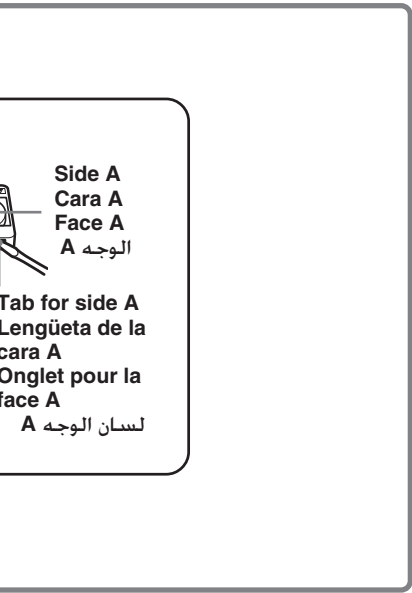 Side A
Cara A
Face A
الوجه A
Tab for side A
Lengüeta de la
cara A
Onglet pour la
face A
لسان الوجه A